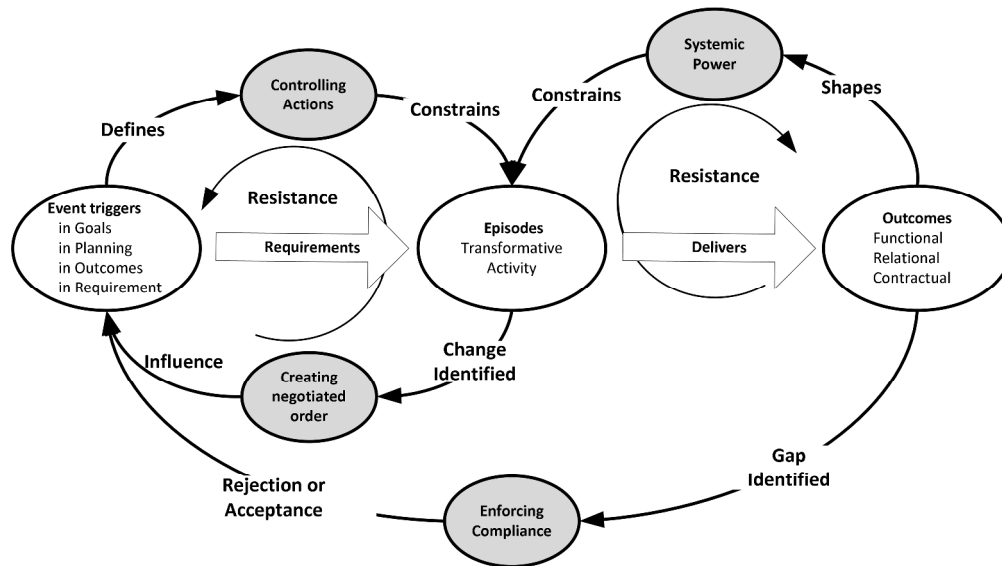 Systemic
Power
Controlling
Actions
Constrains
Constrains
Shapes
Defines
Resistance
Resistance
Event triggers
in Goals
in Planning
in Outcomes
in Requirement
Requirements
Episodes
Transformative
Activity
Delivers
Outcomes
Functional
Relational
Contractual
Influence
Change
Identified
Creating
negotiated
order
Rejection or
Acceptance
Gap
Identified
Enforcing
Compliance